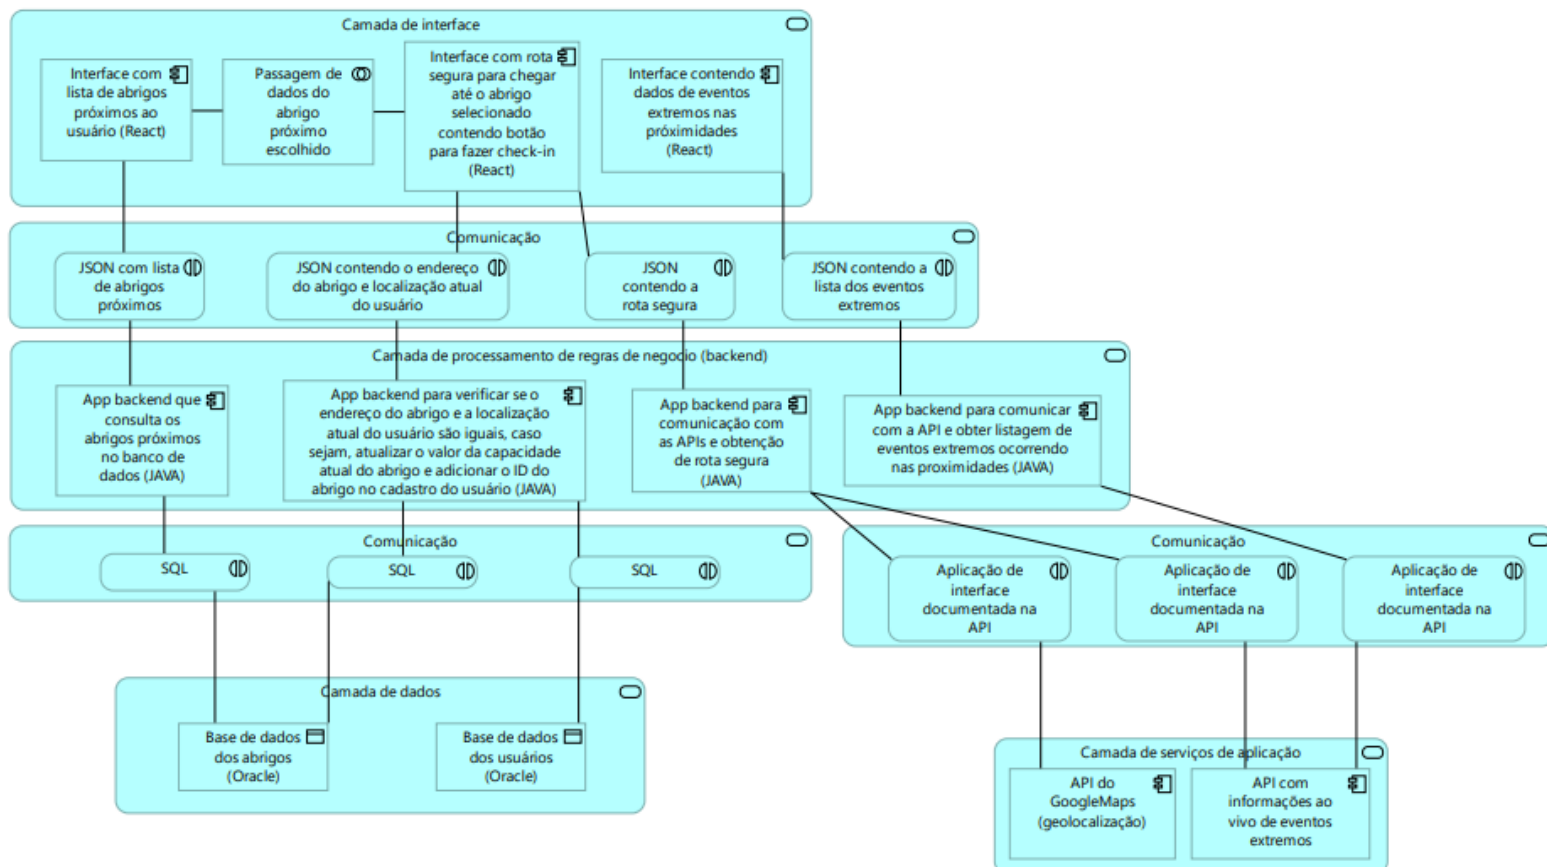 Camada de interface
Interface com
lista de abrigos
próximos ao
usuário (React)
Passagem de
dados do
abrigo
próximo
escolhido
Interface com rota
segura para chegar
até o abrigo
selecionado
contendo botão
para fazer check-in
(React)
Interface contendo
dados de eventos
extremos nas
próximidades
(React)
Comunicação
JSON com lista
de abrigos
próximos
JSON contendo o endereço
do abrigo e localização atual
do usuário
JSON
contendo a
rota segura
JSON contendo a
lista dos eventos
extremos
Camada de processamento de regras de negocio (backend)
App backend que
consulta os
abrigos próximos
no banco de
dados (JAVA)
App backend para verificar se o
endereço do abrigo e a localização
atual do usuário são iguais, caso
sejam, atualizar o valor da capacidade
atual do abrigo e adicionar o ID do
abrigo no cadastro do usuário (JAVA)
App backend para
comunicação com
as APIs e obtenção
de rota segura
(JAVA)
App backend para comunicar
com a API e obter listagem de
eventos extremos ocorrendo
nas proximidades (JAVA)
Comunicação
SQL
SQL
SQL
Comunicação
Aplicação de
interface
documentada na
API
Aplicação de
interface
documentada na
API
Aplicação de
interface
documentada na
API
Camada de dados
Base de dados
dos abrigos
(Oracle)
Base de dados
dos usuários
(Oracle)
Camada de serviços de aplicação
API do
GoogleMaps
(geolocalização)
API com
informações ao
vivo de eventos
extremos